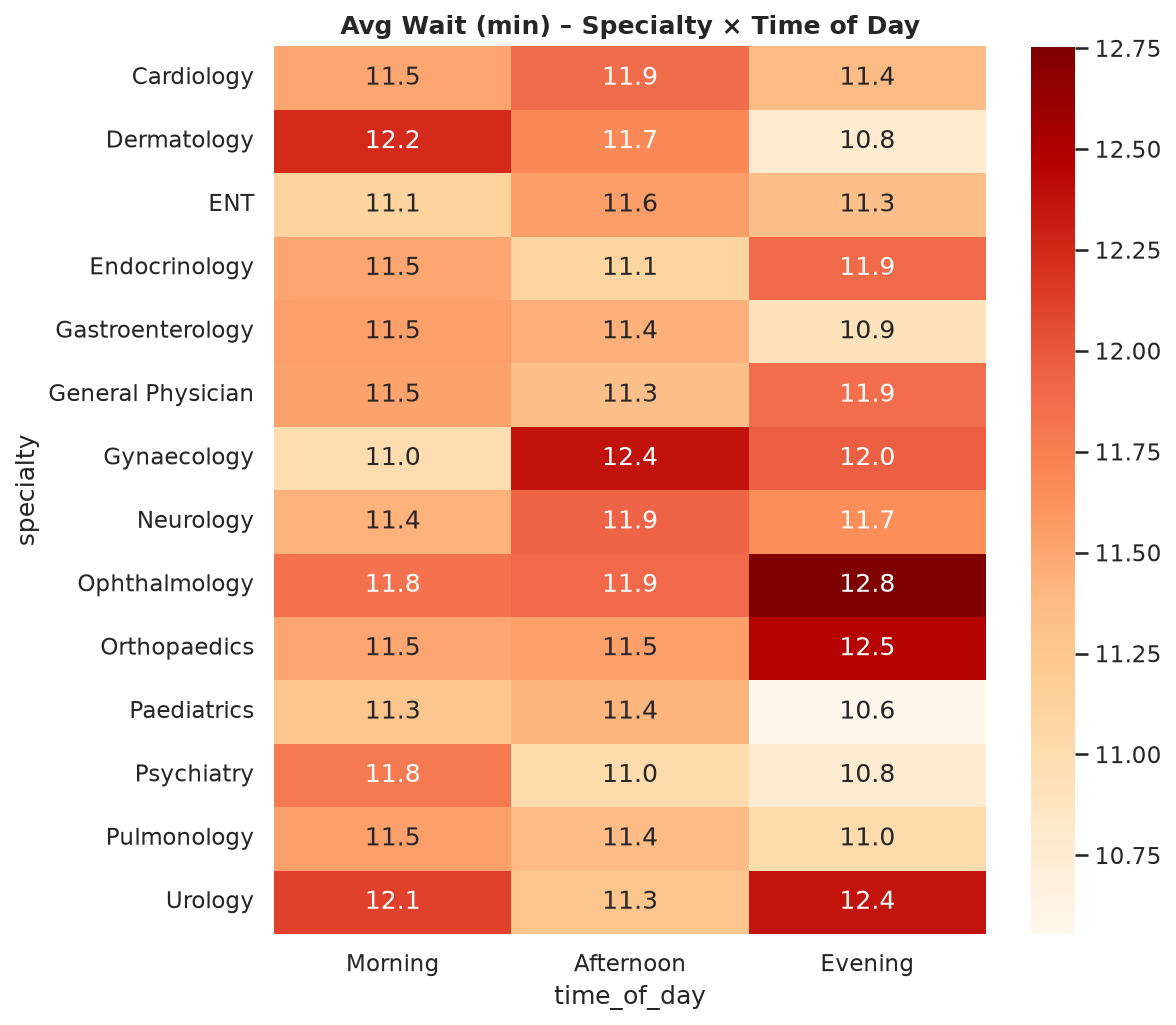 Avg Wait (min) – Specialty × Time of Day
Cardiology 11.5 11.9 11.4
Dermatology 12.2 11.7 10.8
ENT 11.1 11.6 11.3
Endocrinology 11.5 11.1 11.9
Gastroenterology 11.5 11.4 10.9
General Physician 11.5 11.3 11.9
Gynaecology 11.0 12.4 12.0
Neurology 11.4 11.9 11.7
Ophthalmology 11.8 11.9 12.8
Orthopaedics 11.5 11.5 12.5
Paediatrics 11.3 11.4 10.6
Psychiatry 11.8 11.0 10.8
Pulmonology 11.5 11.4 11.0
Urology 12.1 11.3 12.4
Morning Afternoon Evening
time_of_day
specialty
12.75
12.50
12.25
12.00
11.75
11.50
11.25
11.00
10.75